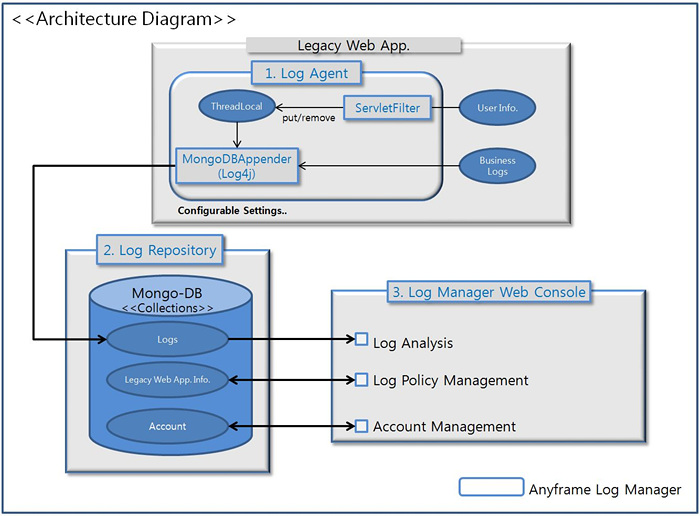 <<Architecture Diagram>>
Legacy Web App.
1. Log Agent
ThreadLocal
put/remove
ServletFilter
User Info.
MongoDBAppender
(Log4j)
Business
Logs
Configurable Settings..
2. Log Repository
Mongo-DB
<<Collections>>
Logs
Legacy Web App. Info.
Account
3. Log Manager Web Console
Log Analysis
Log Policy Management
Account Management
Anyframe Log Manager